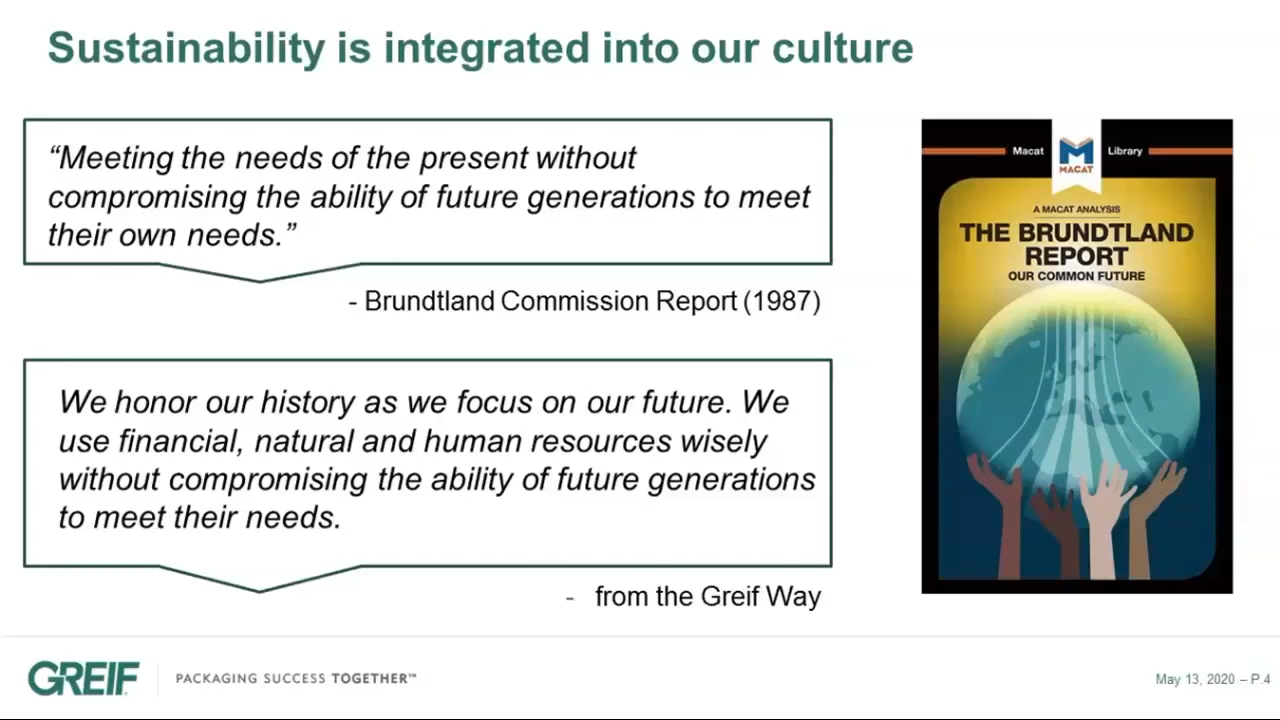 Sustainability is integrated into our culture
“Meeting the needs of the present without
compromising the ability of future generations to meet
their own needs.”
- Brundtland Commission Report (1987)
We honor our history as we focus on our future. We
use financial, natural and human resources wisely
without compromising the ability of future generations
to meet their needs.
- from the Greif Way
Macat
MACAT
Library
A MACAT ANALYSIS
THE BRUNDTLAND
REPORT
OUR COMMON FUTURE
GREIF
PACKAGING SUCCESS TOGETHER™
May 13, 2020 – P.4